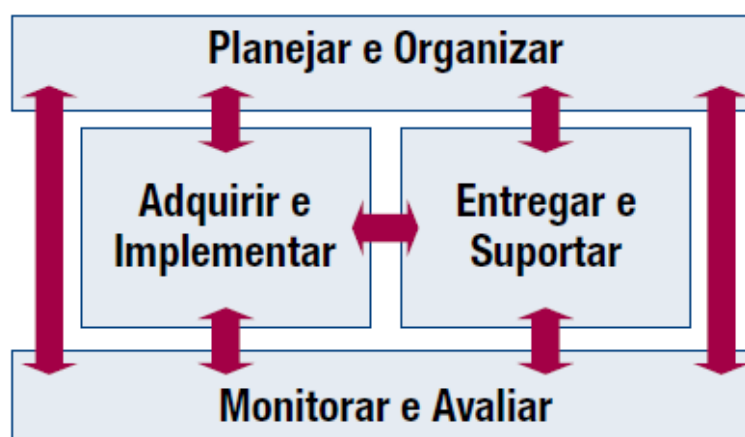 Planejar e Organizar
Adquirir e
Implementar
Entregar e
Suportar
Monitorar e Avaliar